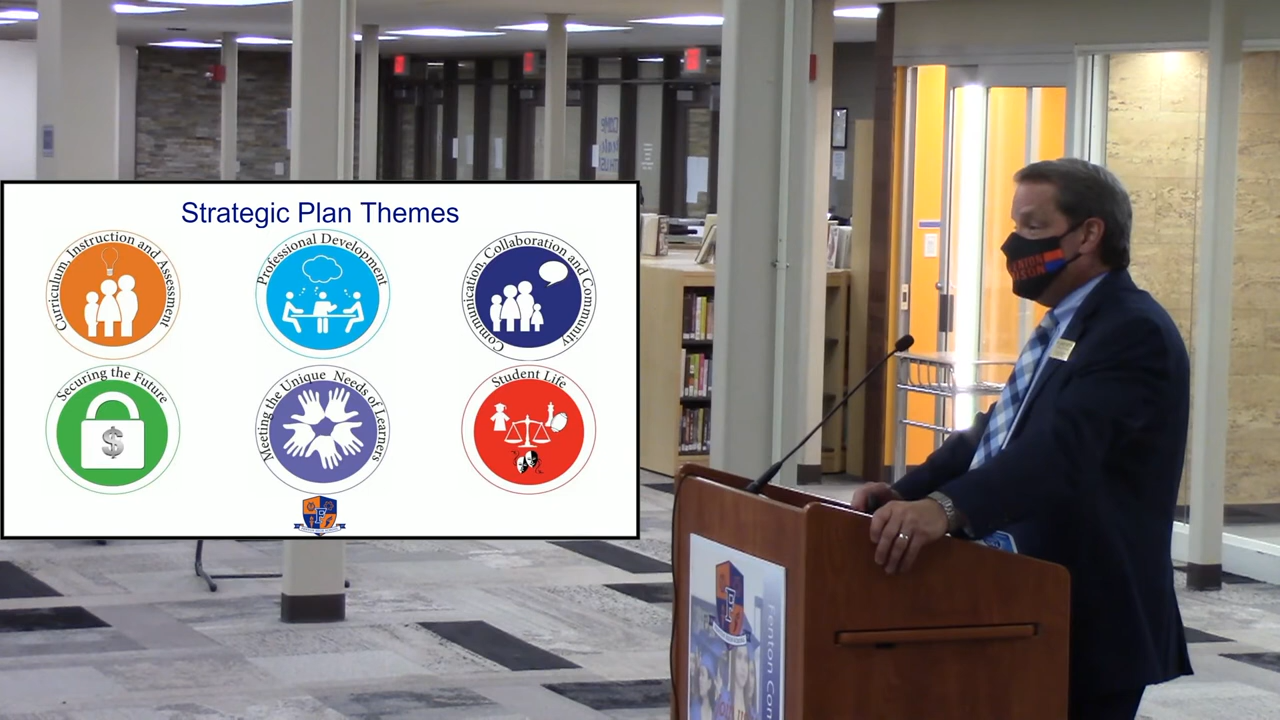 Strategic Plan Themes
Curriculum, Instruction and Assessment
Professional Development
Communication, Collaboration and Community
Securing the Future
Meeting the Unique Needs of Learners
Student Life
$
F
F
Fenton Com